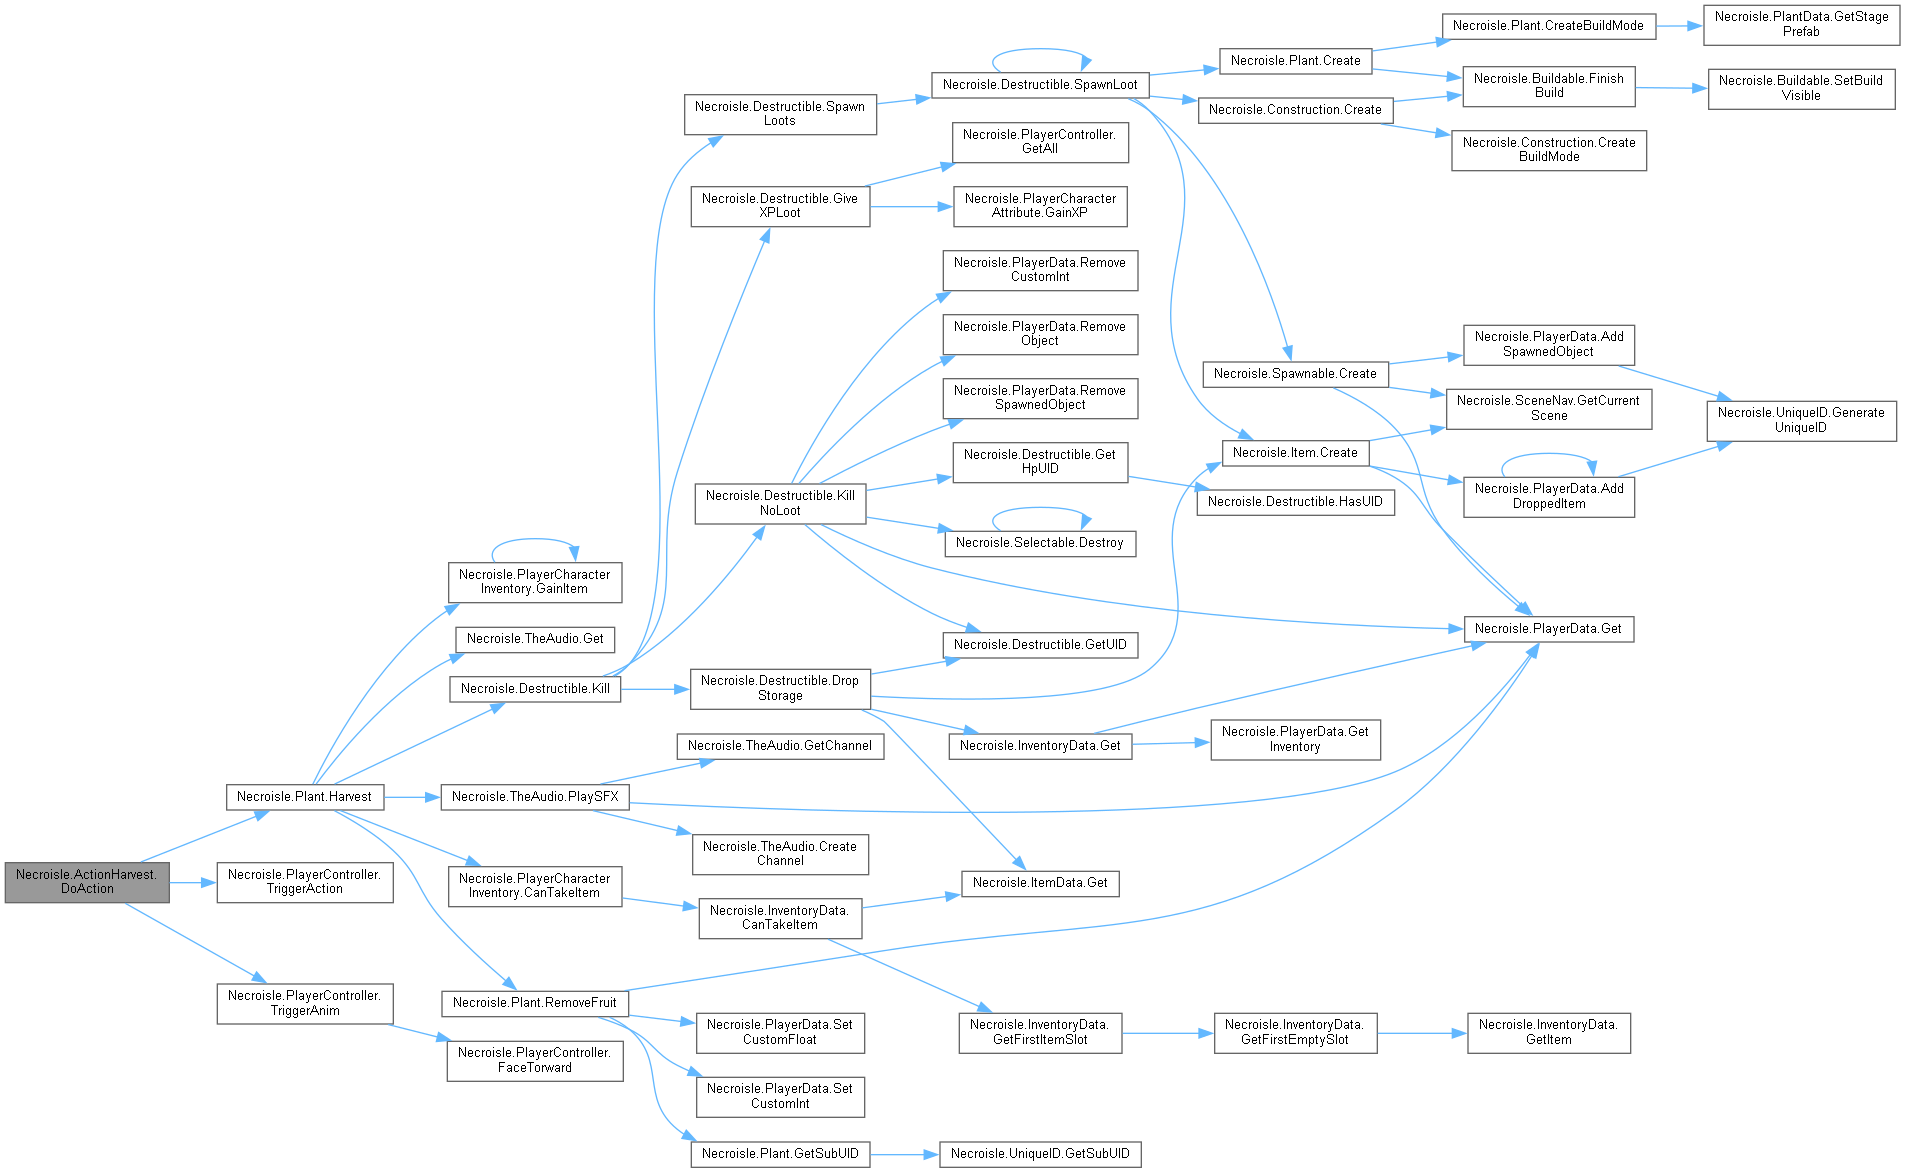 Necroisle.ActionHarvest.
DoAction
Necroisle.Plant.Harvest
Necroisle.PlayerController.
TriggerAction
Necroisle.PlayerController.
TriggerAnim
Necroisle.PlayerCharacter
Inventory.GainItem
Necroisle.TheAudio.Get
Necroisle.Destructible.Kill
Necroisle.TheAudio.PlaySFX
Necroisle.PlayerCharacter
Inventory.CanTakeItem
Necroisle.Plant.RemoveFruit
Necroisle.PlayerController.
FaceTorward
Necroisle.Destructible.Spawn
Loots
Necroisle.Destructible.Give
XPLoot
Necroisle.Destructible.Kill
NoLoot
Necroisle.Destructible.Drop
Storage
Necroisle.TheAudio.GetChannel
Necroisle.TheAudio.Create
Channel
Necroisle.InventoryData.
CanTakeItem
Necroisle.PlayerData.Set
CustomFloat
Necroisle.PlayerData.Set
CustomInt
Necroisle.Plant.GetSubUID
Necroisle.Destructible.SpawnLoot
Necroisle.PlayerController.
GetAll
Necroisle.PlayerCharacter
Attribute.GainXP
Necroisle.PlayerData.Remove
CustomInt
Necroisle.PlayerData.Remove
Object
Necroisle.PlayerData.Remove
SpawnedObject
Necroisle.Destructible.Get
HpUID
Necroisle.Selectable.Destroy
Necroisle.Destructible.GetUID
Necroisle.InventoryData.Get
Necroisle.ItemData.Get
Necroisle.InventoryData.
GetFirstItemSlot
Necroisle.UniqueID.GetSubUID
Necroisle.Plant.Create
Necroisle.Construction.Create
Necroisle.Spawnable.Create
Necroisle.Item.Create
Necroisle.Destructible.HasUID
Necroisle.PlayerData.Get
Inventory
Necroisle.InventoryData.
GetFirstEmptySlot
Necroisle.Plant.CreateBuildMode
Necroisle.Buildable.Finish
Build
Necroisle.Construction.Create
BuildMode
Necroisle.PlayerData.Add
SpawnedObject
Necroisle.SceneNav.GetCurrent
Scene
Necroisle.PlayerData.Add
DroppedItem
Necroisle.PlayerData.Get
Necroisle.InventoryData.
GetItem
Necroisle.PlantData.GetStage
Prefab
Necroisle.Buildable.SetBuild
Visible
Necroisle.UniqueID.Generate
UniqueID